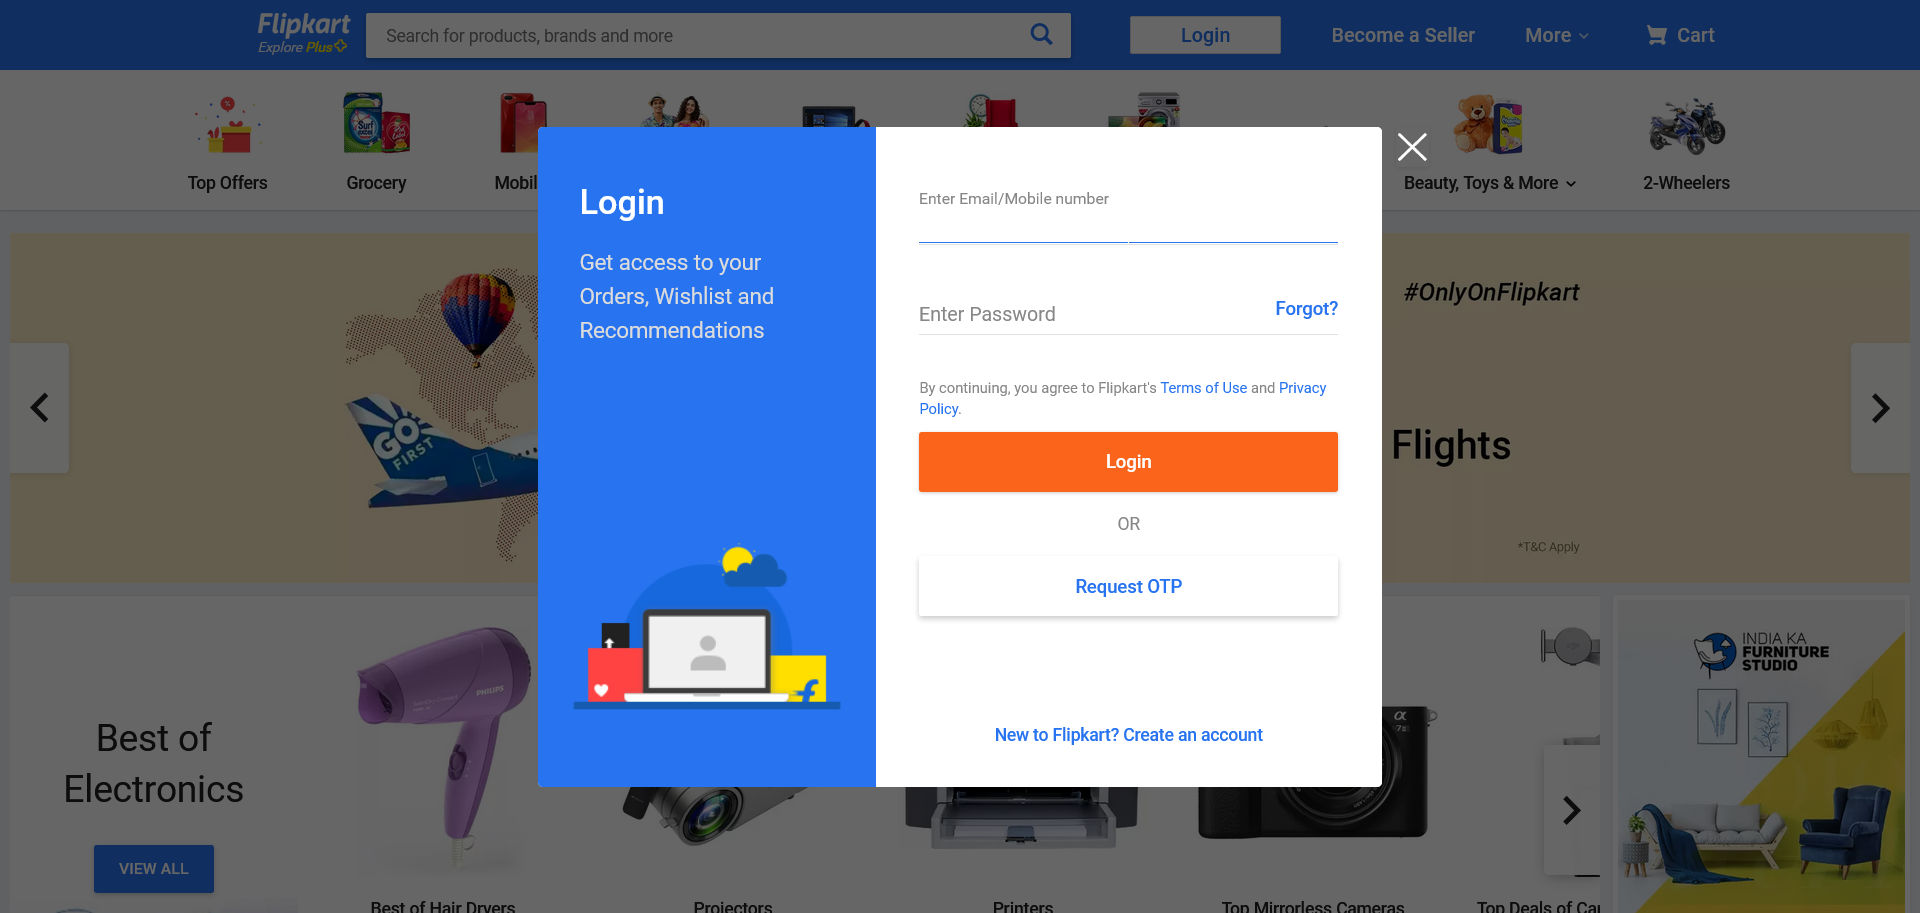 Flipkart
Explore Plus
Search for products, brands and more
Login
Become a Seller
More
Cart
Top Offers
Grocery
Mobil
Beauty, Toys & More
2-Wheelers
Login
Get access to your
Orders, Wishlist and
Recommendations
Enter Email/Mobile number
Enter Password
Forgot?
By continuing, you agree to Flipkart's Terms of Use and Privacy
Policy.
Login
OR
Request OTP
New to Flipkart? Create an account
GO
FIRST
#OnlyOnFlipkart
Flights
*T&C Apply
Best of
Electronics
VIEW ALL
PHILIPS
α
INDIA KA
FURNITURE
STUDIO
Best of Hair Dryers
Projectors
Printers
Top Mirrorless Cameras
Top Deals of Car